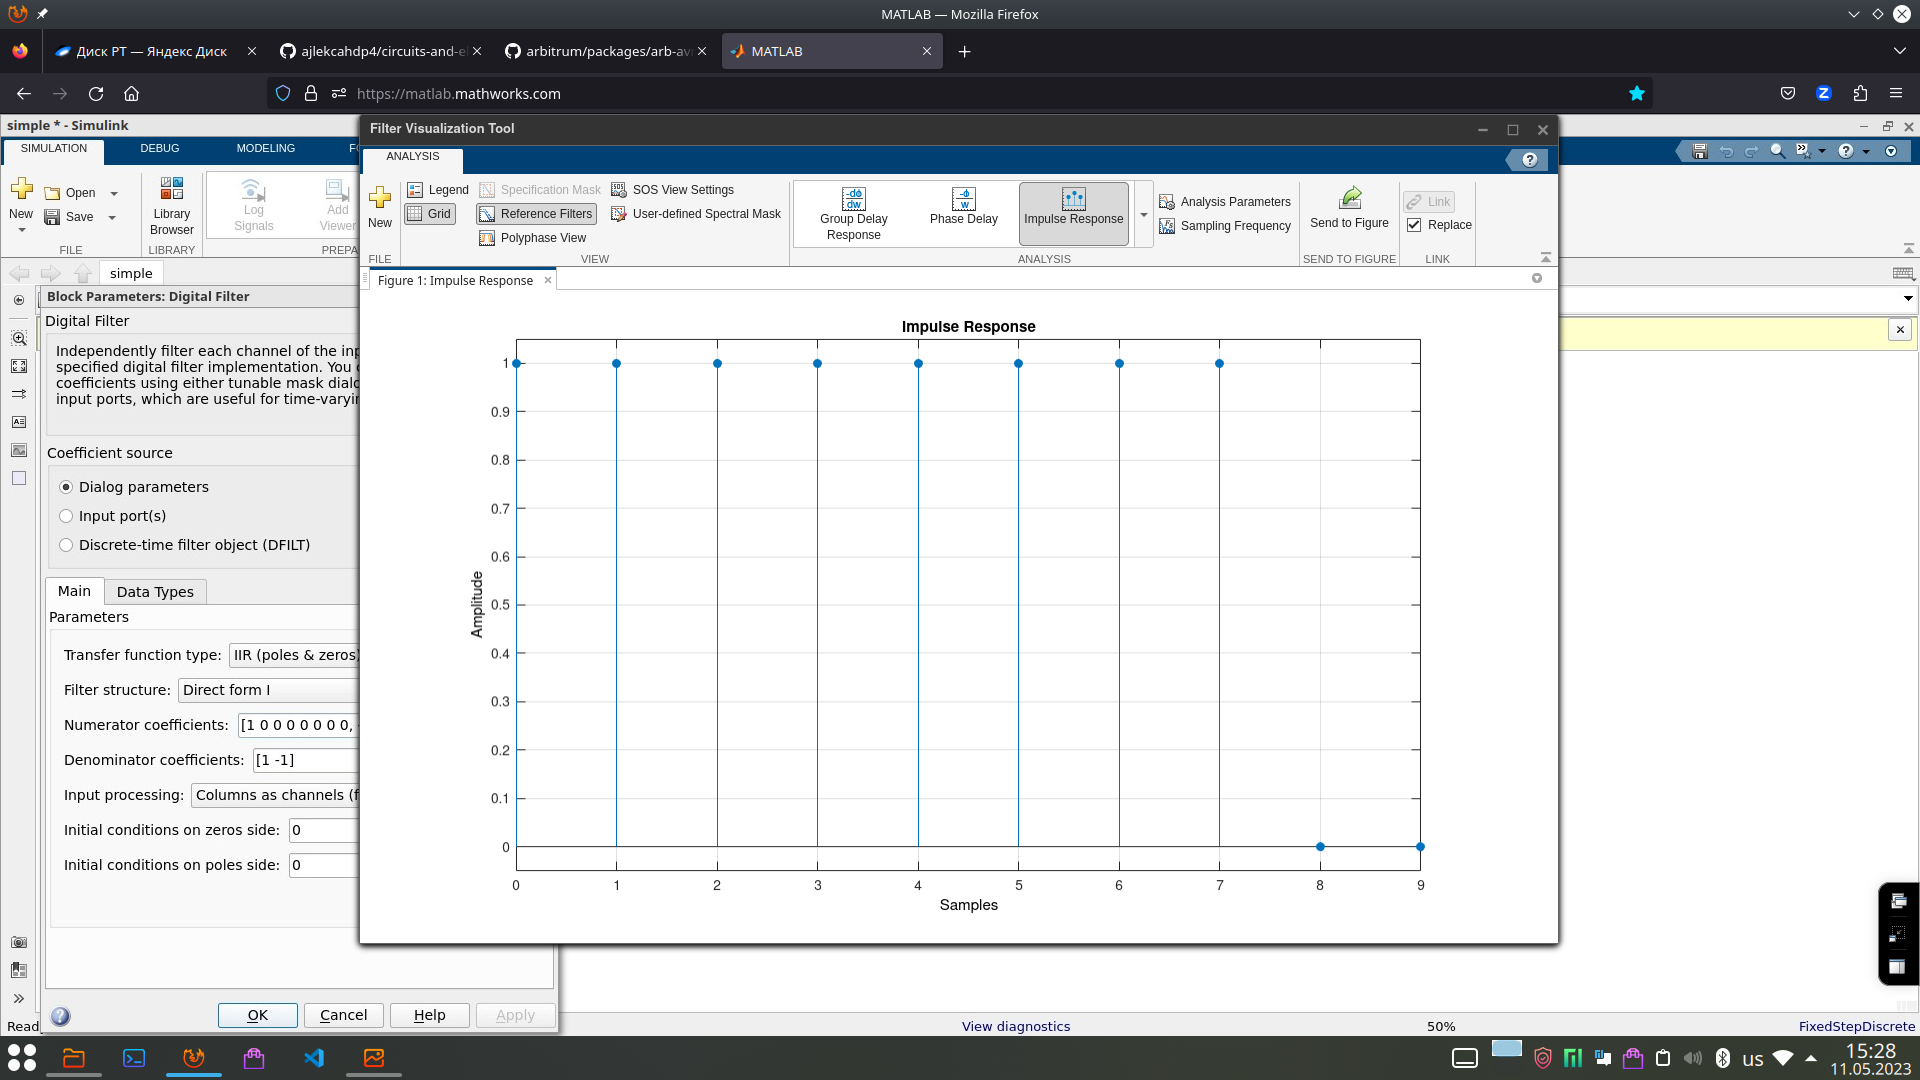 MATLAB — Mozilla Firefox
Диск РТ — Яндекс Диск
ajlekcahdp4/circuits-and-el
arbitrum/packages/arb-av
MATLAB
https://matlab.mathworks.com
simple * - Simulink
SIMULATION
DEBUG
MODELING
New
Open
Save
FILE
Library
Browser
LIBRARY
Log
Signals
Add
Viewer
PREPA
simple
Block Parameters: Digital Filter
Digital Filter
Independently filter each channel of the inp
specified digital filter implementation. You c
coefficients using either tunable mask dialo
input ports, which are useful for time-varyin
Coefficient source
Dialog parameters
Input port(s)
Discrete-time filter object (DFILT)
Main
Data Types
Parameters
Transfer function type: IIR (poles & zeros)
Filter structure: Direct form I
Numerator coefficients: [1 0 0 0 0 0 0 0,
Denominator coefficients: [1 -1]
Input processing: Columns as channels (f
Initial conditions on zeros side: 0
Initial conditions on poles side: 0
OK
Cancel
Help
Apply
Filter Visualization Tool
ANALYSIS
New
FILE
Legend
Grid
Specification Mask
Reference Filters
Polyphase View
SOS View Settings
User-defined Spectral Mask
VIEW
Group Delay
Response
Phase Delay
Impulse Response
Analysis Parameters
Sampling Frequency
ANALYSIS
Send to Figure
SEND TO FIGURE
Link
Replace
LINK
Figure 1: Impulse Response
Impulse Response
1
0.9
0.8
0.7
0.6
0.5
0.4
0.3
0.2
0.1
0
Amplitude
0 1 2 3 4 5 6 7 8 9
Samples
Read
View diagnostics
50%
FixedStepDiscrete
us
15:28
11.05.2023